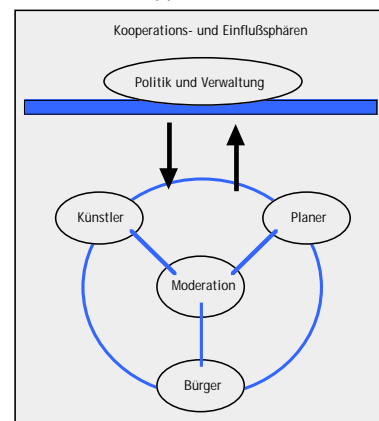 Kooperations- und Einflußsphären
Politik und Verwaltung
Künstler
Planer
Moderation
Bürger